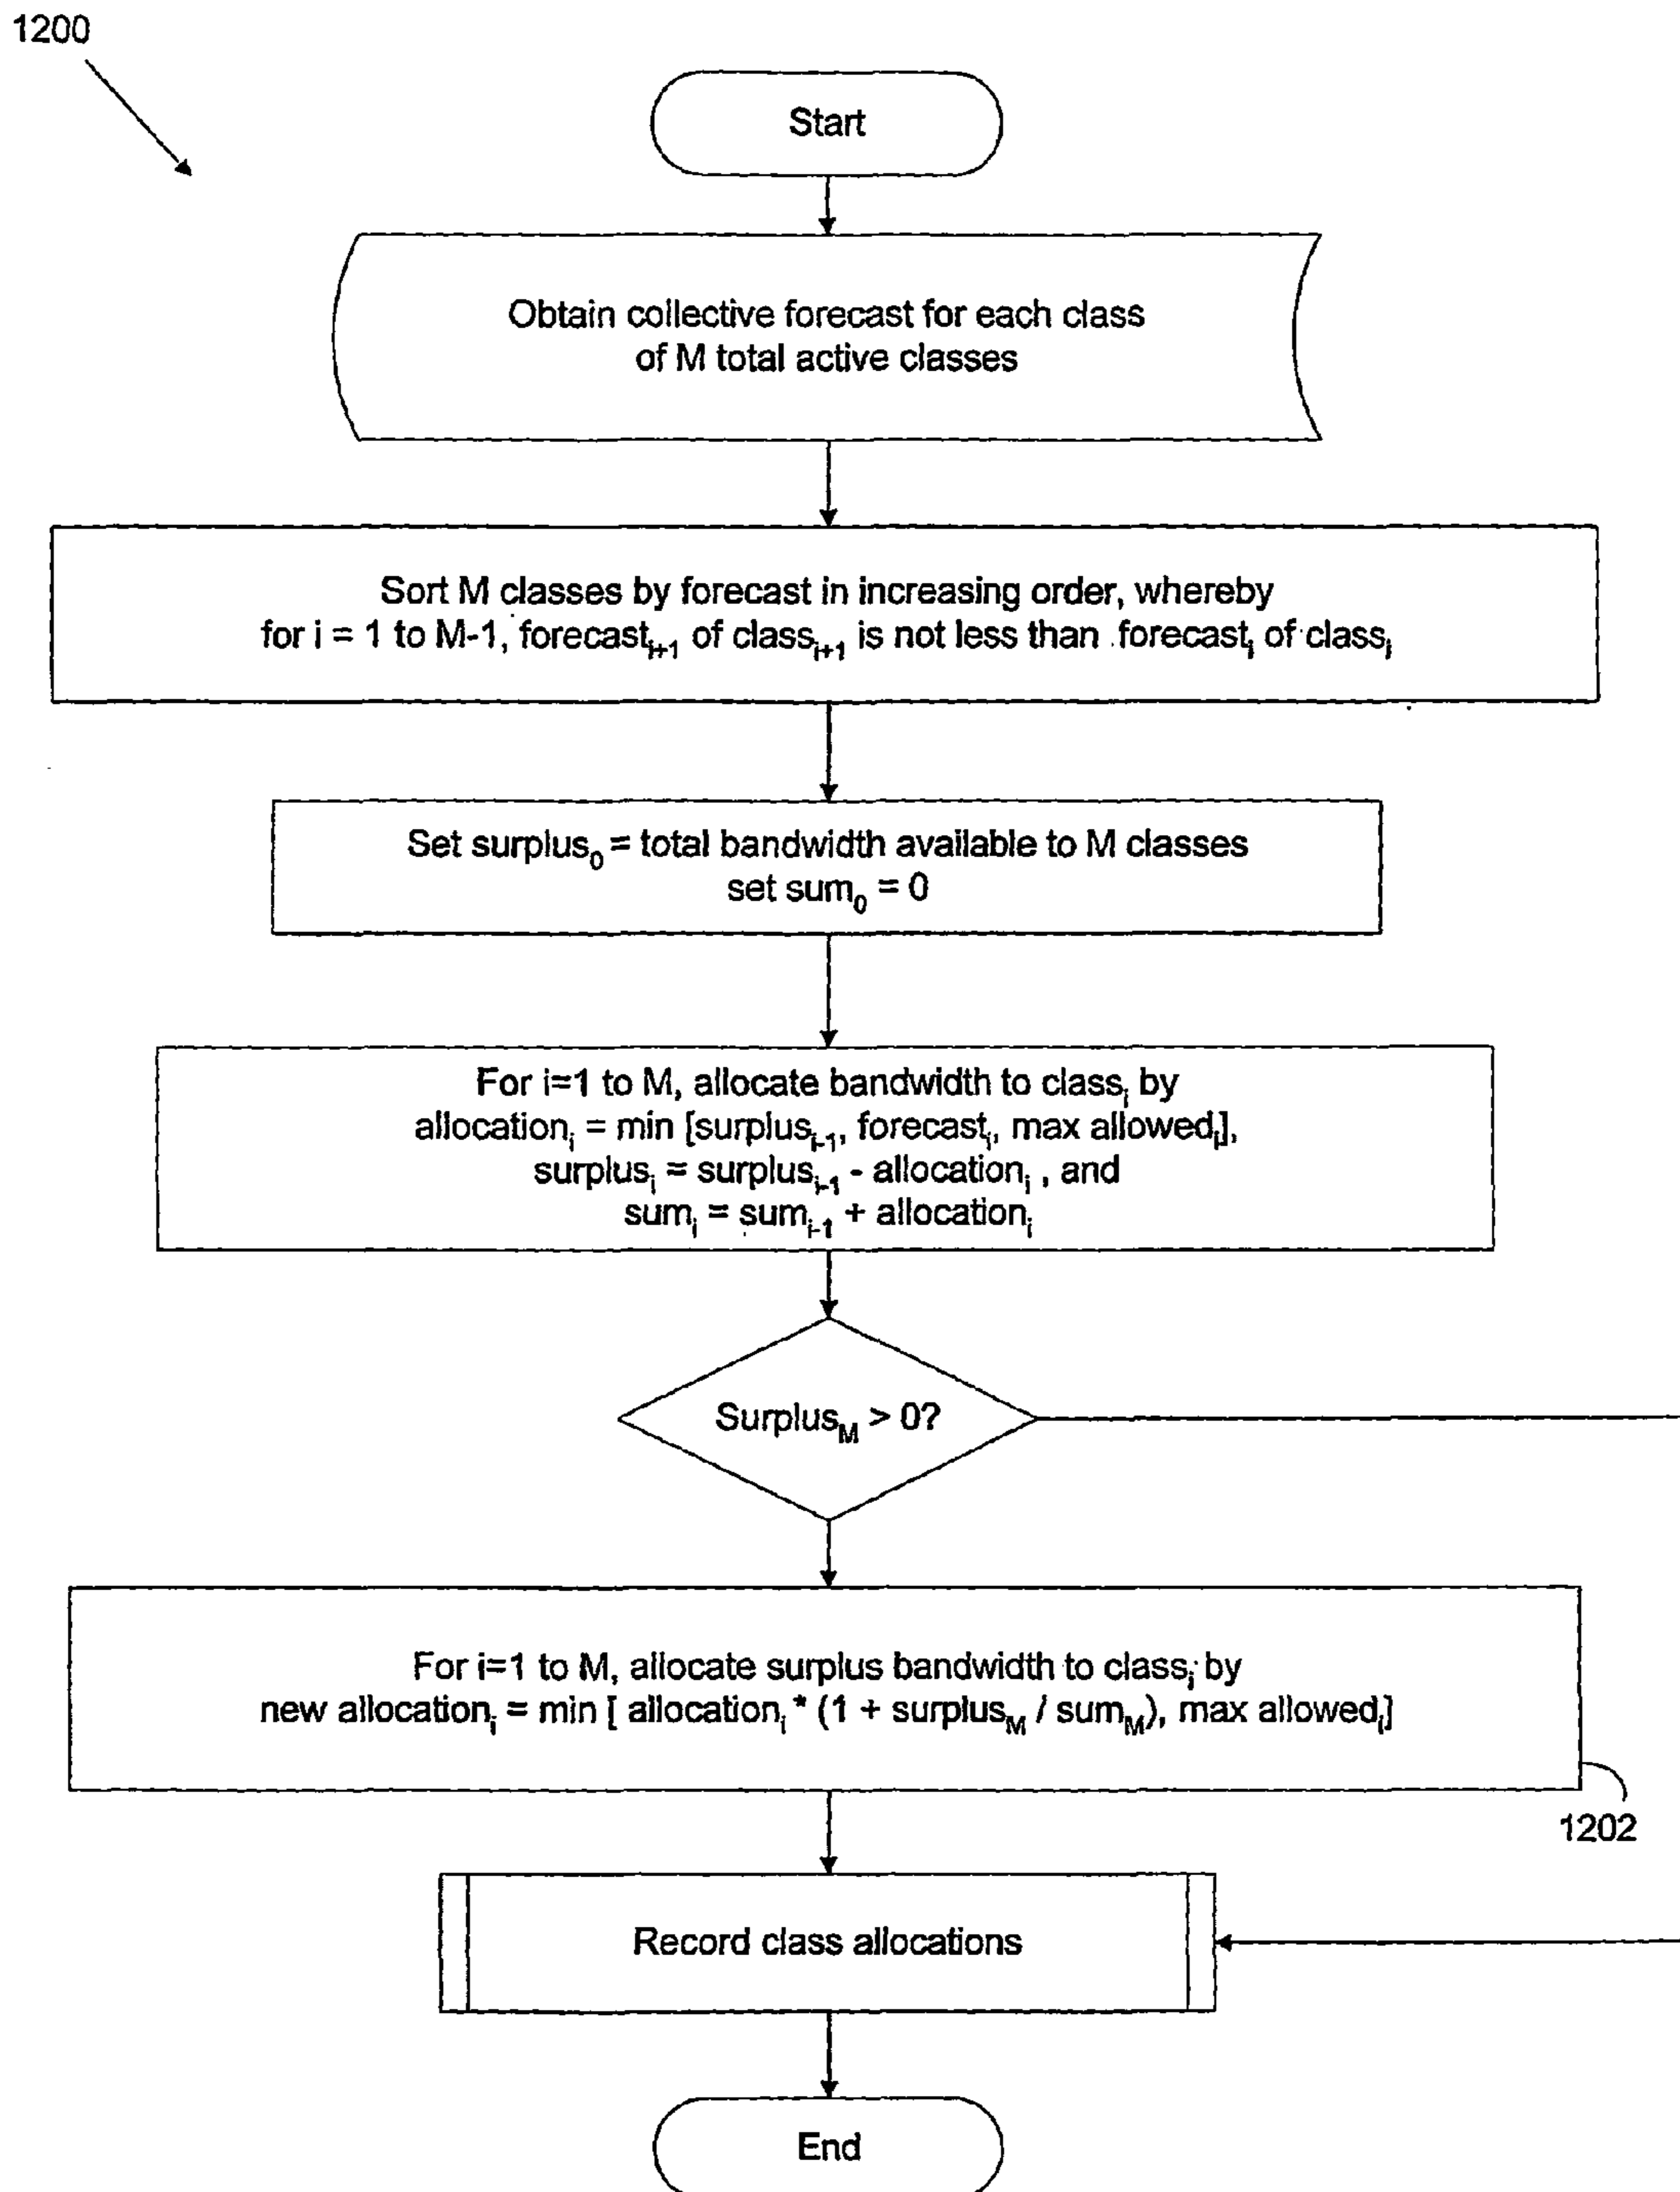 1200
Start
Obtain collective forecast for each class
of M total active classes
Sort M classes by forecast in increasing order, whereby
for i = 1 to M-1, forecastᵢ₊₁ of classᵢ₊₁ is not less than forecastᵢ of classᵢ
Set surplus₀ = total bandwidth available to M classes
set sum₀ = 0
For i=1 to M, allocate bandwidth to classᵢ by
allocationᵢ = min [surplusᵢ₋₁, forecastᵢ, max allowedᵢ],
surplusᵢ = surplusᵢ₋₁ - allocationᵢ , and
sumᵢ = sumᵢ₋₁ + allocationᵢ
Surplus_M > 0?
For i=1 to M, allocate surplus bandwidth to classᵢ by
new allocationᵢ = min [ allocationᵢ * (1 + surplus_M / sum_M), max allowedᵢ]
1202
Record class allocations
End